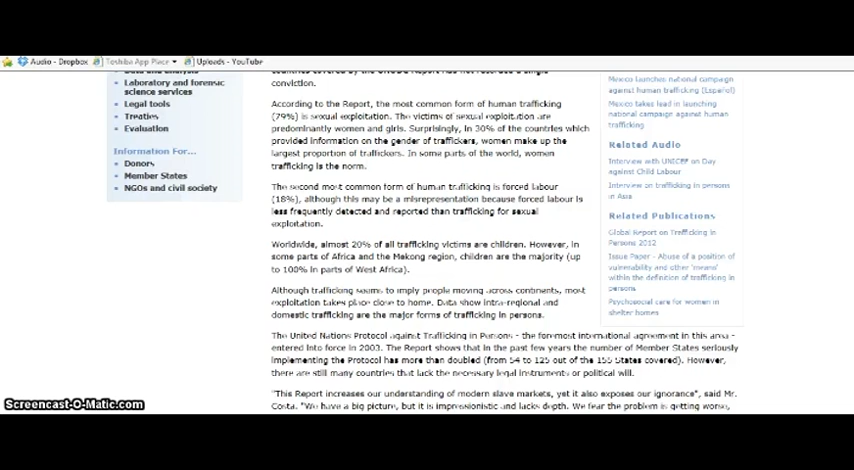 Audio - Dropbox Toshiba App Place Uploads - YouTube
Data and analysis
Laboratory and forensic
science services
Legal tools
Treaties
Evaluation
Information For...
Donors
Member States
NGOs and civil society
countries covered by the UNODC Report has not recorded a single
conviction.
According to the Report, the most common form of human trafficking
(79%) is sexual exploitation. The victims of sexual exploitation are
predominantly women and girls. Surprisingly, in 30% of the countries which
provided information on the gender of traffickers, women make up the
largest proportion of traffickers. In some parts of the world, women
trafficking is the norm.
The second most common form of human trafficking is forced labour
(18%), although this may be a misrepresentation because forced labour is
less frequently detected and reported than trafficking for sexual
exploitation.
Worldwide, almost 20% of all trafficking victims are children. However, in
some parts of Africa and the Mekong region, children are the majority (up
to 100% in parts of West Africa).
Although trafficking seems to imply people moving across continents, most
exploitation takes place close to home. Data show intra-regional and
domestic trafficking are the major forms of trafficking in persons.
The United Nations Protocol against Trafficking in Persons - the foremost international agreement in this area -
entered into force in 2003. The Report shows that in the past few years the number of Member States seriously
implementing the Protocol has more than doubled (from 54 to 125 out of the 155 States covered). However,
there are still many countries that lack the necessary legal instruments or political will.
"This Report increases our understanding of modern slave markets, yet it also exposes our ignorance", said Mr.
Costa. "We have a big picture, but it is impressionistic and lacks depth. We fear the problem is getting worse,
Mexico launches national campaign
against human trafficking (Español)
Mexico takes lead in launching
national campaign against human
trafficking
Related Audio
Interview with UNICEF on Day
against Child Labour
Interview on trafficking in persons
in Asia
Related Publications
Global Report on Trafficking in
Persons 2012
Issue Paper - Abuse of a position of
vulnerability and other 'means'
within the definition of trafficking in
persons
Psychosocial care for women in
shelter homes
Screencast-O-Matic.com